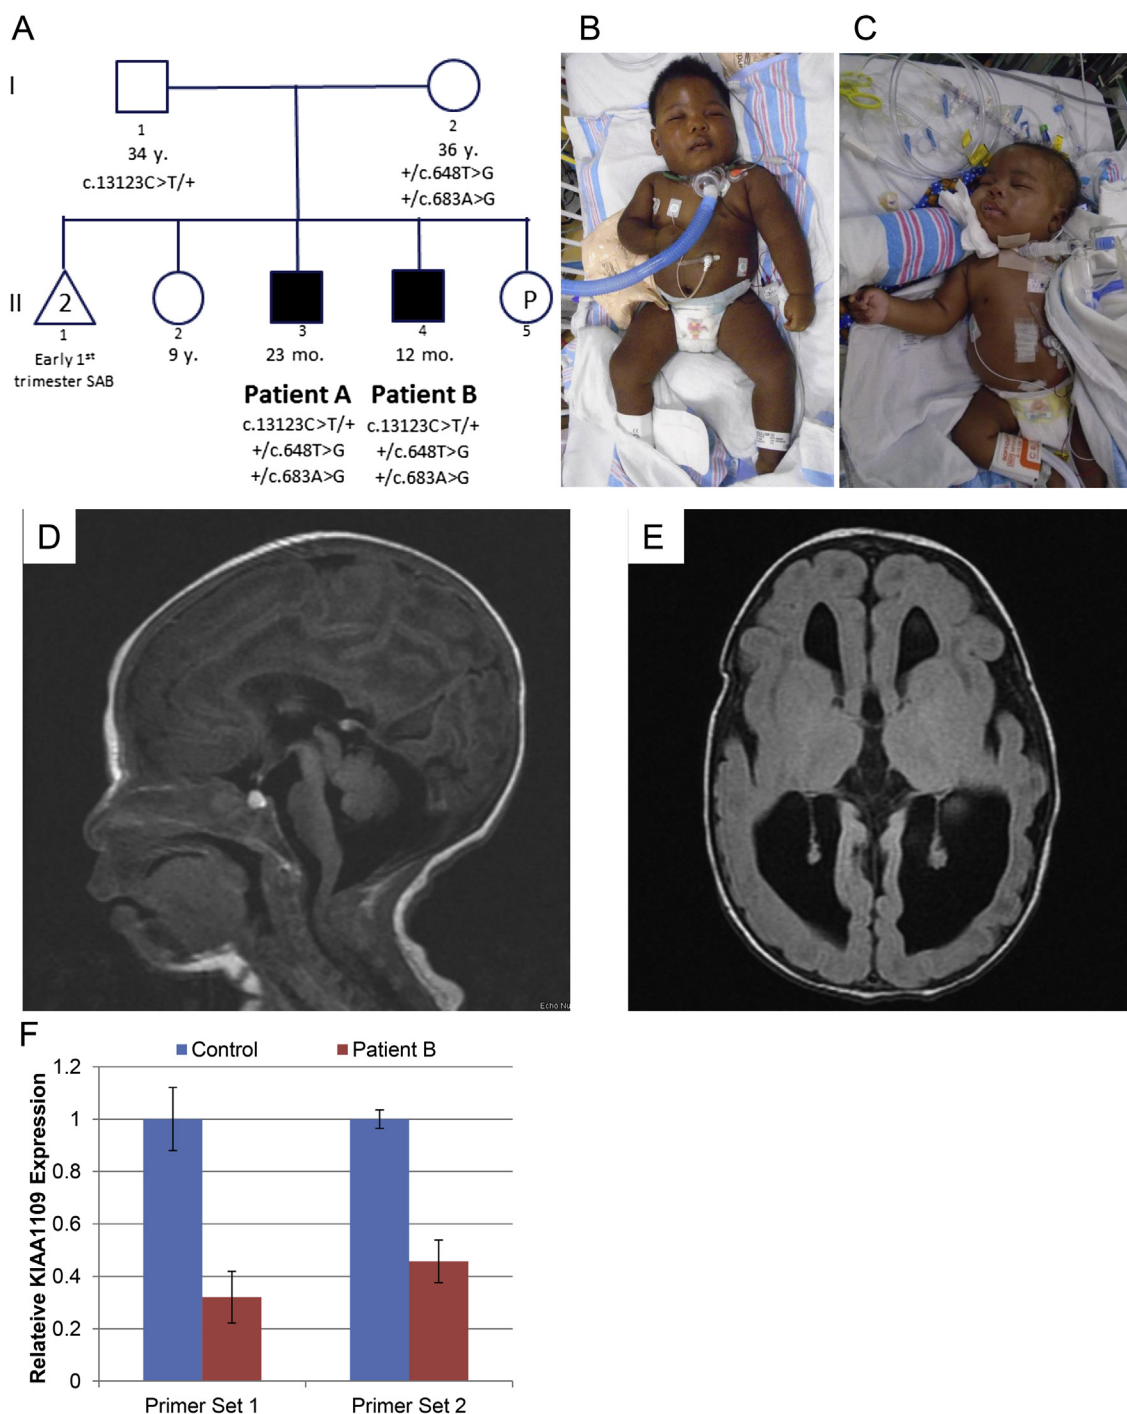 A
B
C
I
1
2
34 y.
36 y.
c.13123C>T/+
+/c.648T>G
+/c.683A>G
II
2
P
1
2
3
4
5
Early 1st
trimester SAB
9 y.
23 mo.
12 mo.
Patient A
Patient B
c.13123C>T/+
c.13123C>T/+
+/c.648T>G
+/c.648T>G
+/c.683A>G
+/c.683A>G
D
E
Echo Nu
F
Control
Patient B
Relateive KIAA1109 Expression
1.2
1
0.8
0.6
0.4
0.2
0
Primer Set 1
Primer Set 2